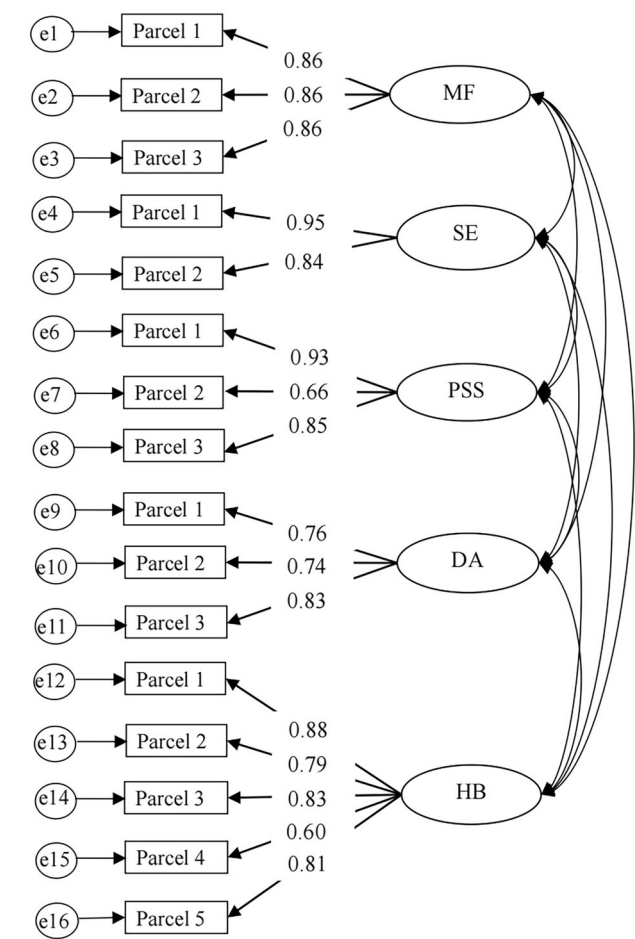 e1 Parcel 1
0.86
e2 Parcel 2 0.86 MF
0.86
e3 Parcel 3
e4 Parcel 1
0.95 SE
e5 Parcel 2 0.84
e6 Parcel 1
0.93
e7 Parcel 2 0.66 PSS
0.85
e8 Parcel 3
e9 Parcel 1
0.76
e10 Parcel 2 0.74 DA
0.83
e11 Parcel 3
e12 Parcel 1
0.88
e13 Parcel 2
0.79
e14 Parcel 3 0.83 HB
0.60
e15 Parcel 4
0.81
e16 Parcel 5